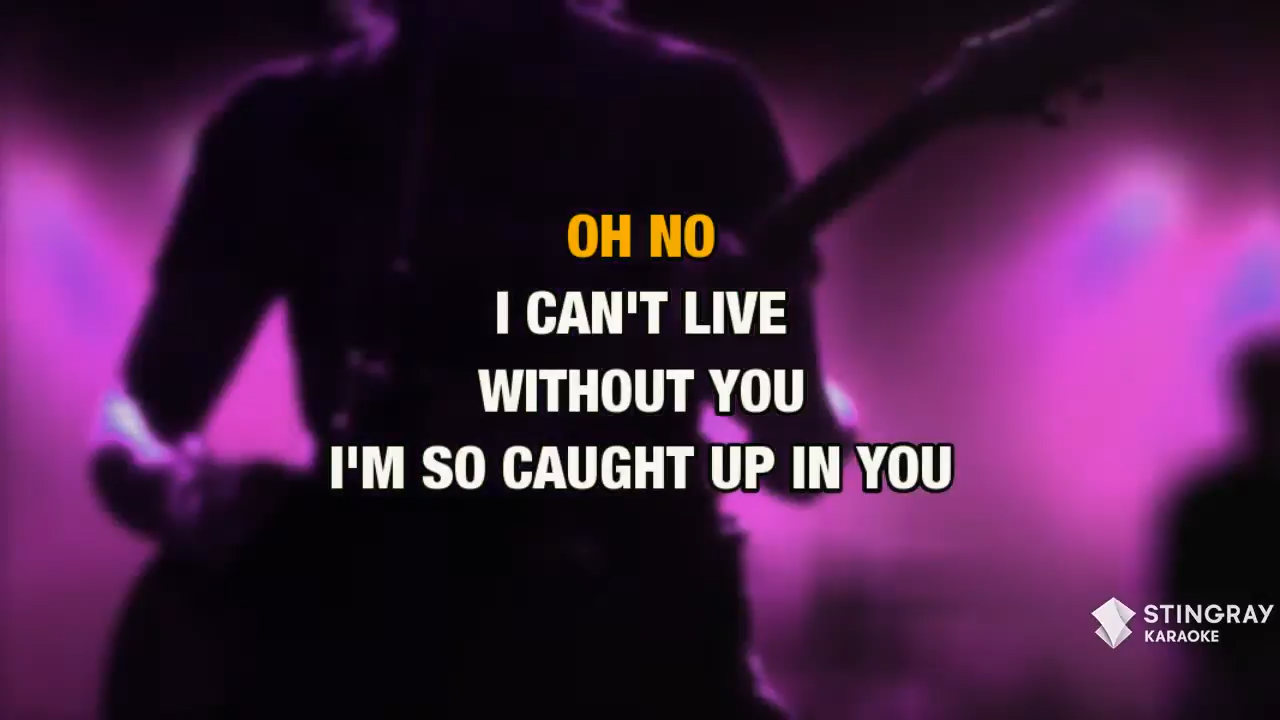 OH NO
I CAN'T LIVE
WITHOUT YOU
I'M SO CAUGHT UP IN YOU
STINGRAY
KARAOKE